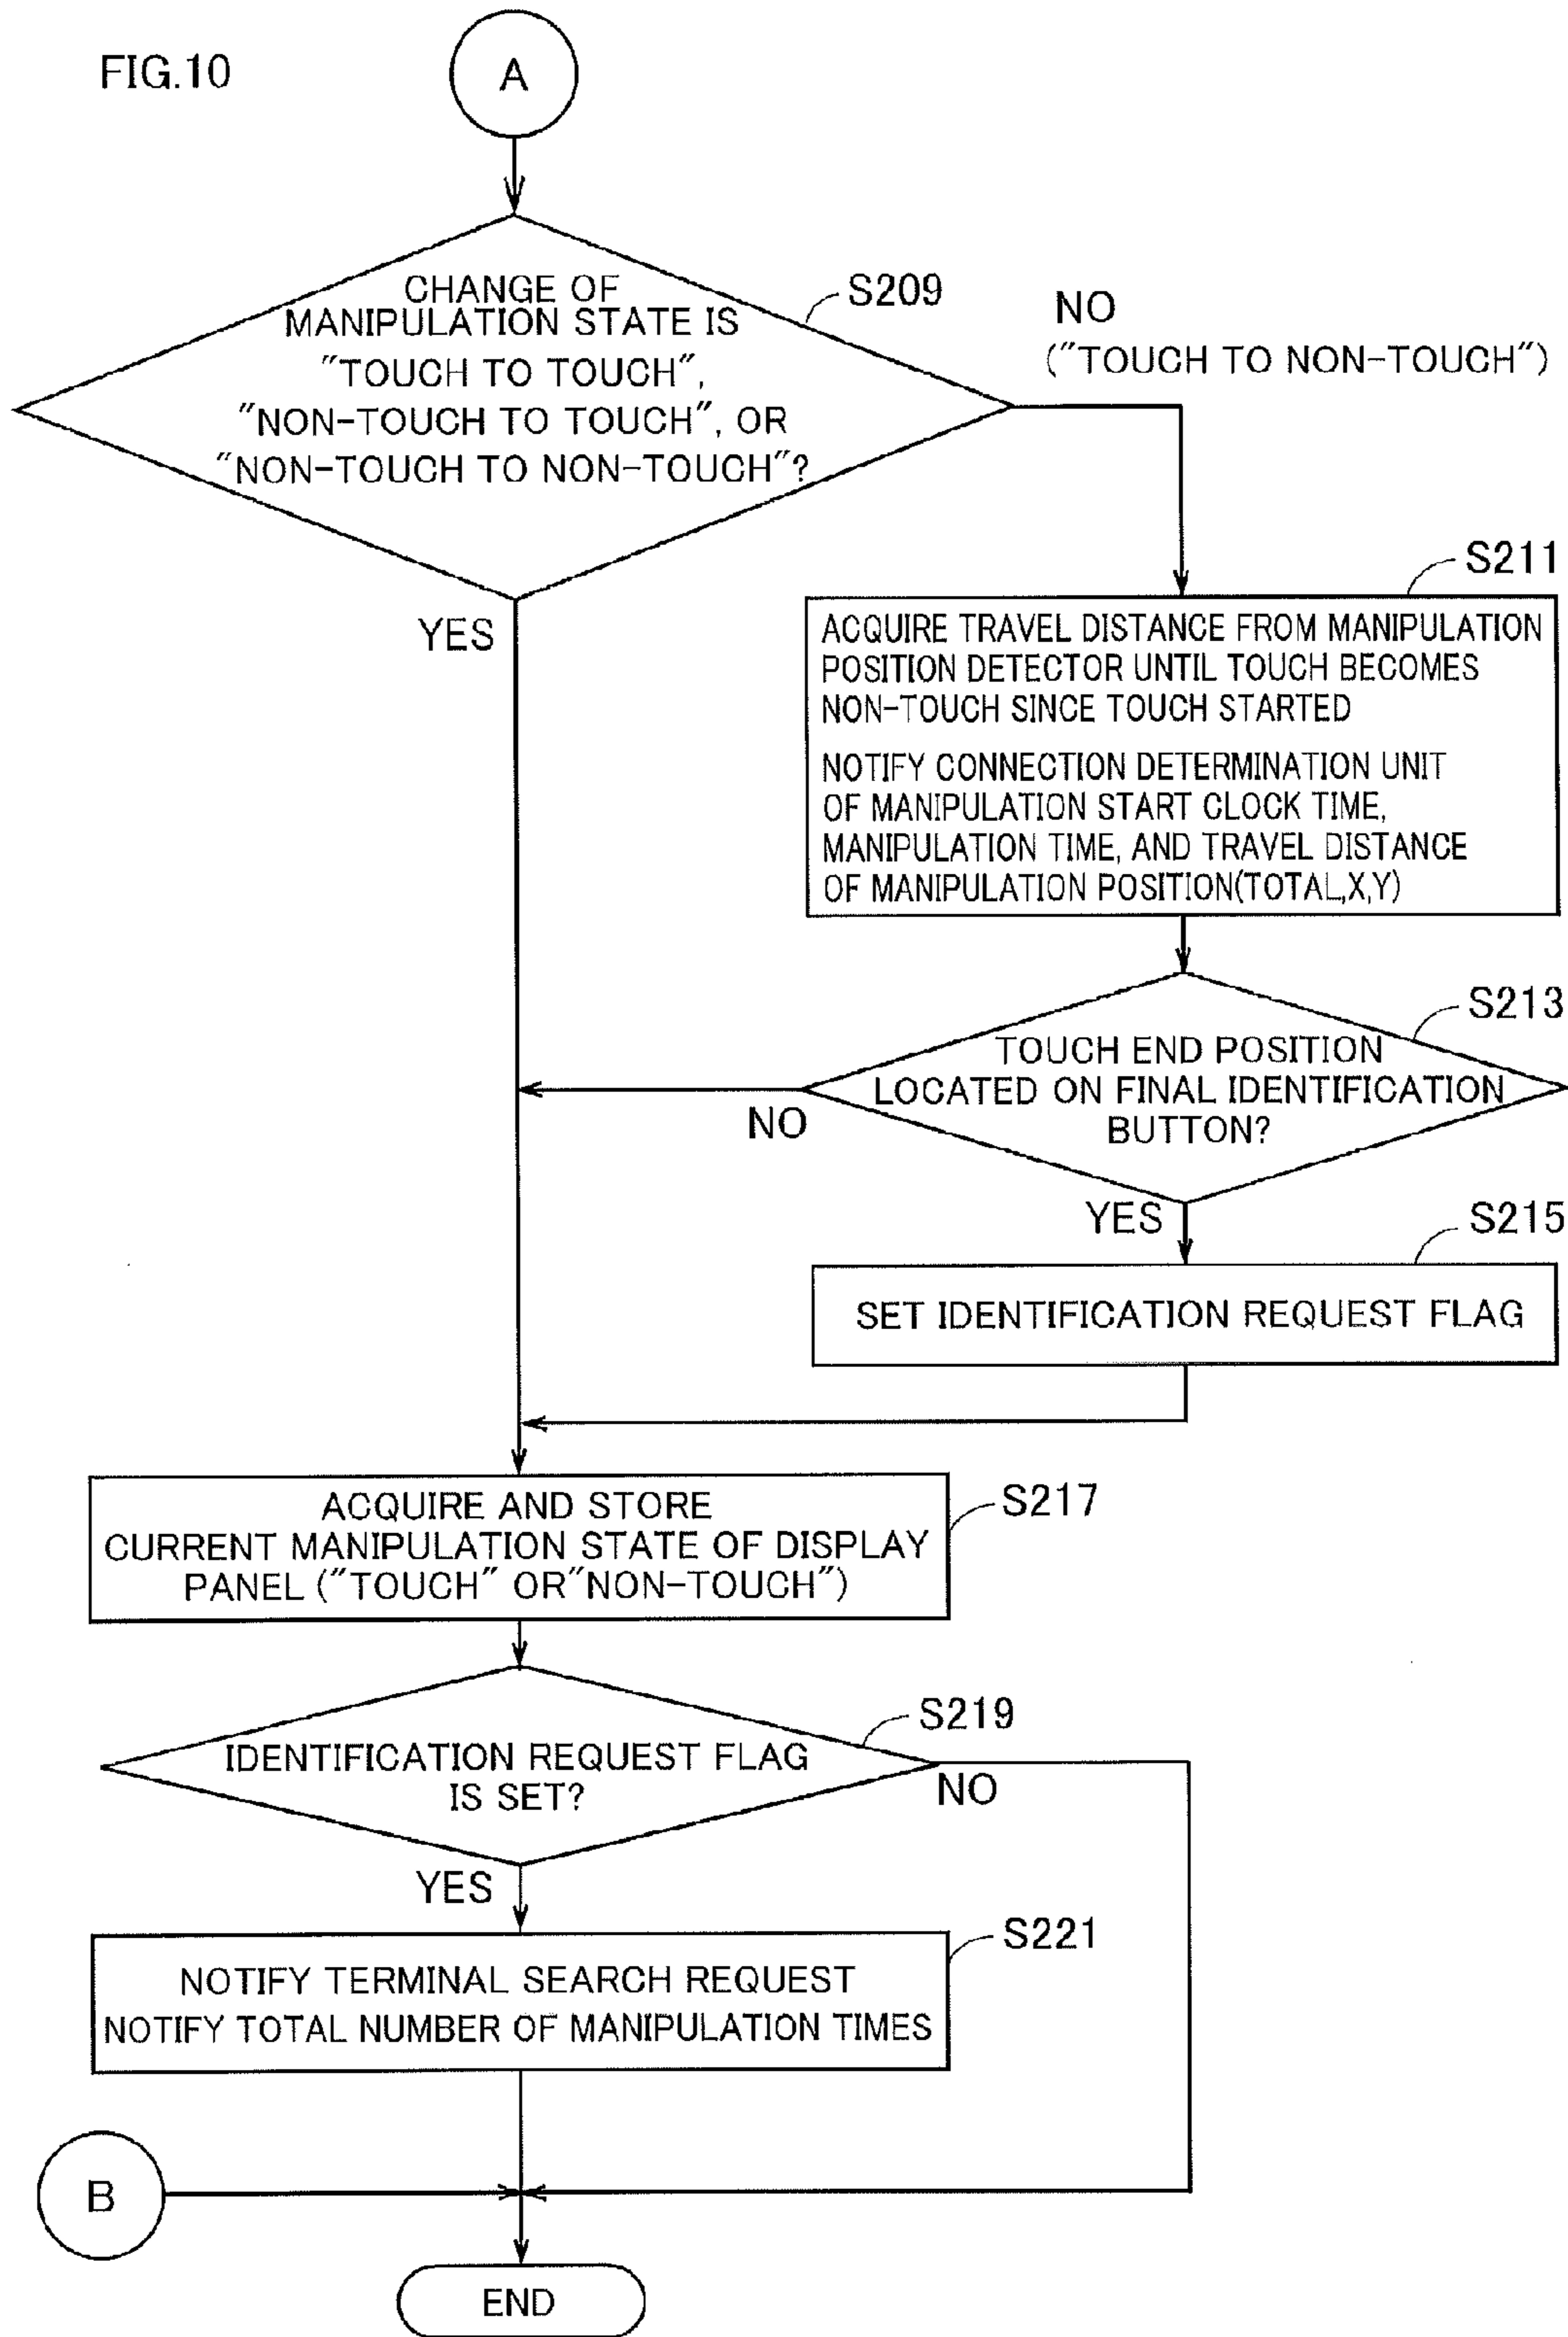 FIG.10
A
CHANGE OF
MANIPULATION STATE IS
"TOUCH TO TOUCH",
"NON-TOUCH TO TOUCH", OR
"NON-TOUCH TO NON-TOUCH"?
S209
NO
("TOUCH TO NON-TOUCH")
YES
S211
ACQUIRE TRAVEL DISTANCE FROM MANIPULATION
POSITION DETECTOR UNTIL TOUCH BECOMES
NON-TOUCH SINCE TOUCH STARTED
NOTIFY CONNECTION DETERMINATION UNIT
OF MANIPULATION START CLOCK TIME,
MANIPULATION TIME, AND TRAVEL DISTANCE
OF MANIPULATION POSITION(TOTAL,X,Y)
S213
TOUCH END POSITION
LOCATED ON FINAL IDENTIFICATION
BUTTON?
NO
YES
S215
SET IDENTIFICATION REQUEST FLAG
S217
ACQUIRE AND STORE
CURRENT MANIPULATION STATE OF DISPLAY
PANEL ("TOUCH" OR"NON-TOUCH")
S219
IDENTIFICATION REQUEST FLAG
IS SET?
NO
YES
S221
NOTIFY TERMINAL SEARCH REQUEST
NOTIFY TOTAL NUMBER OF MANIPULATION TIMES
B
END